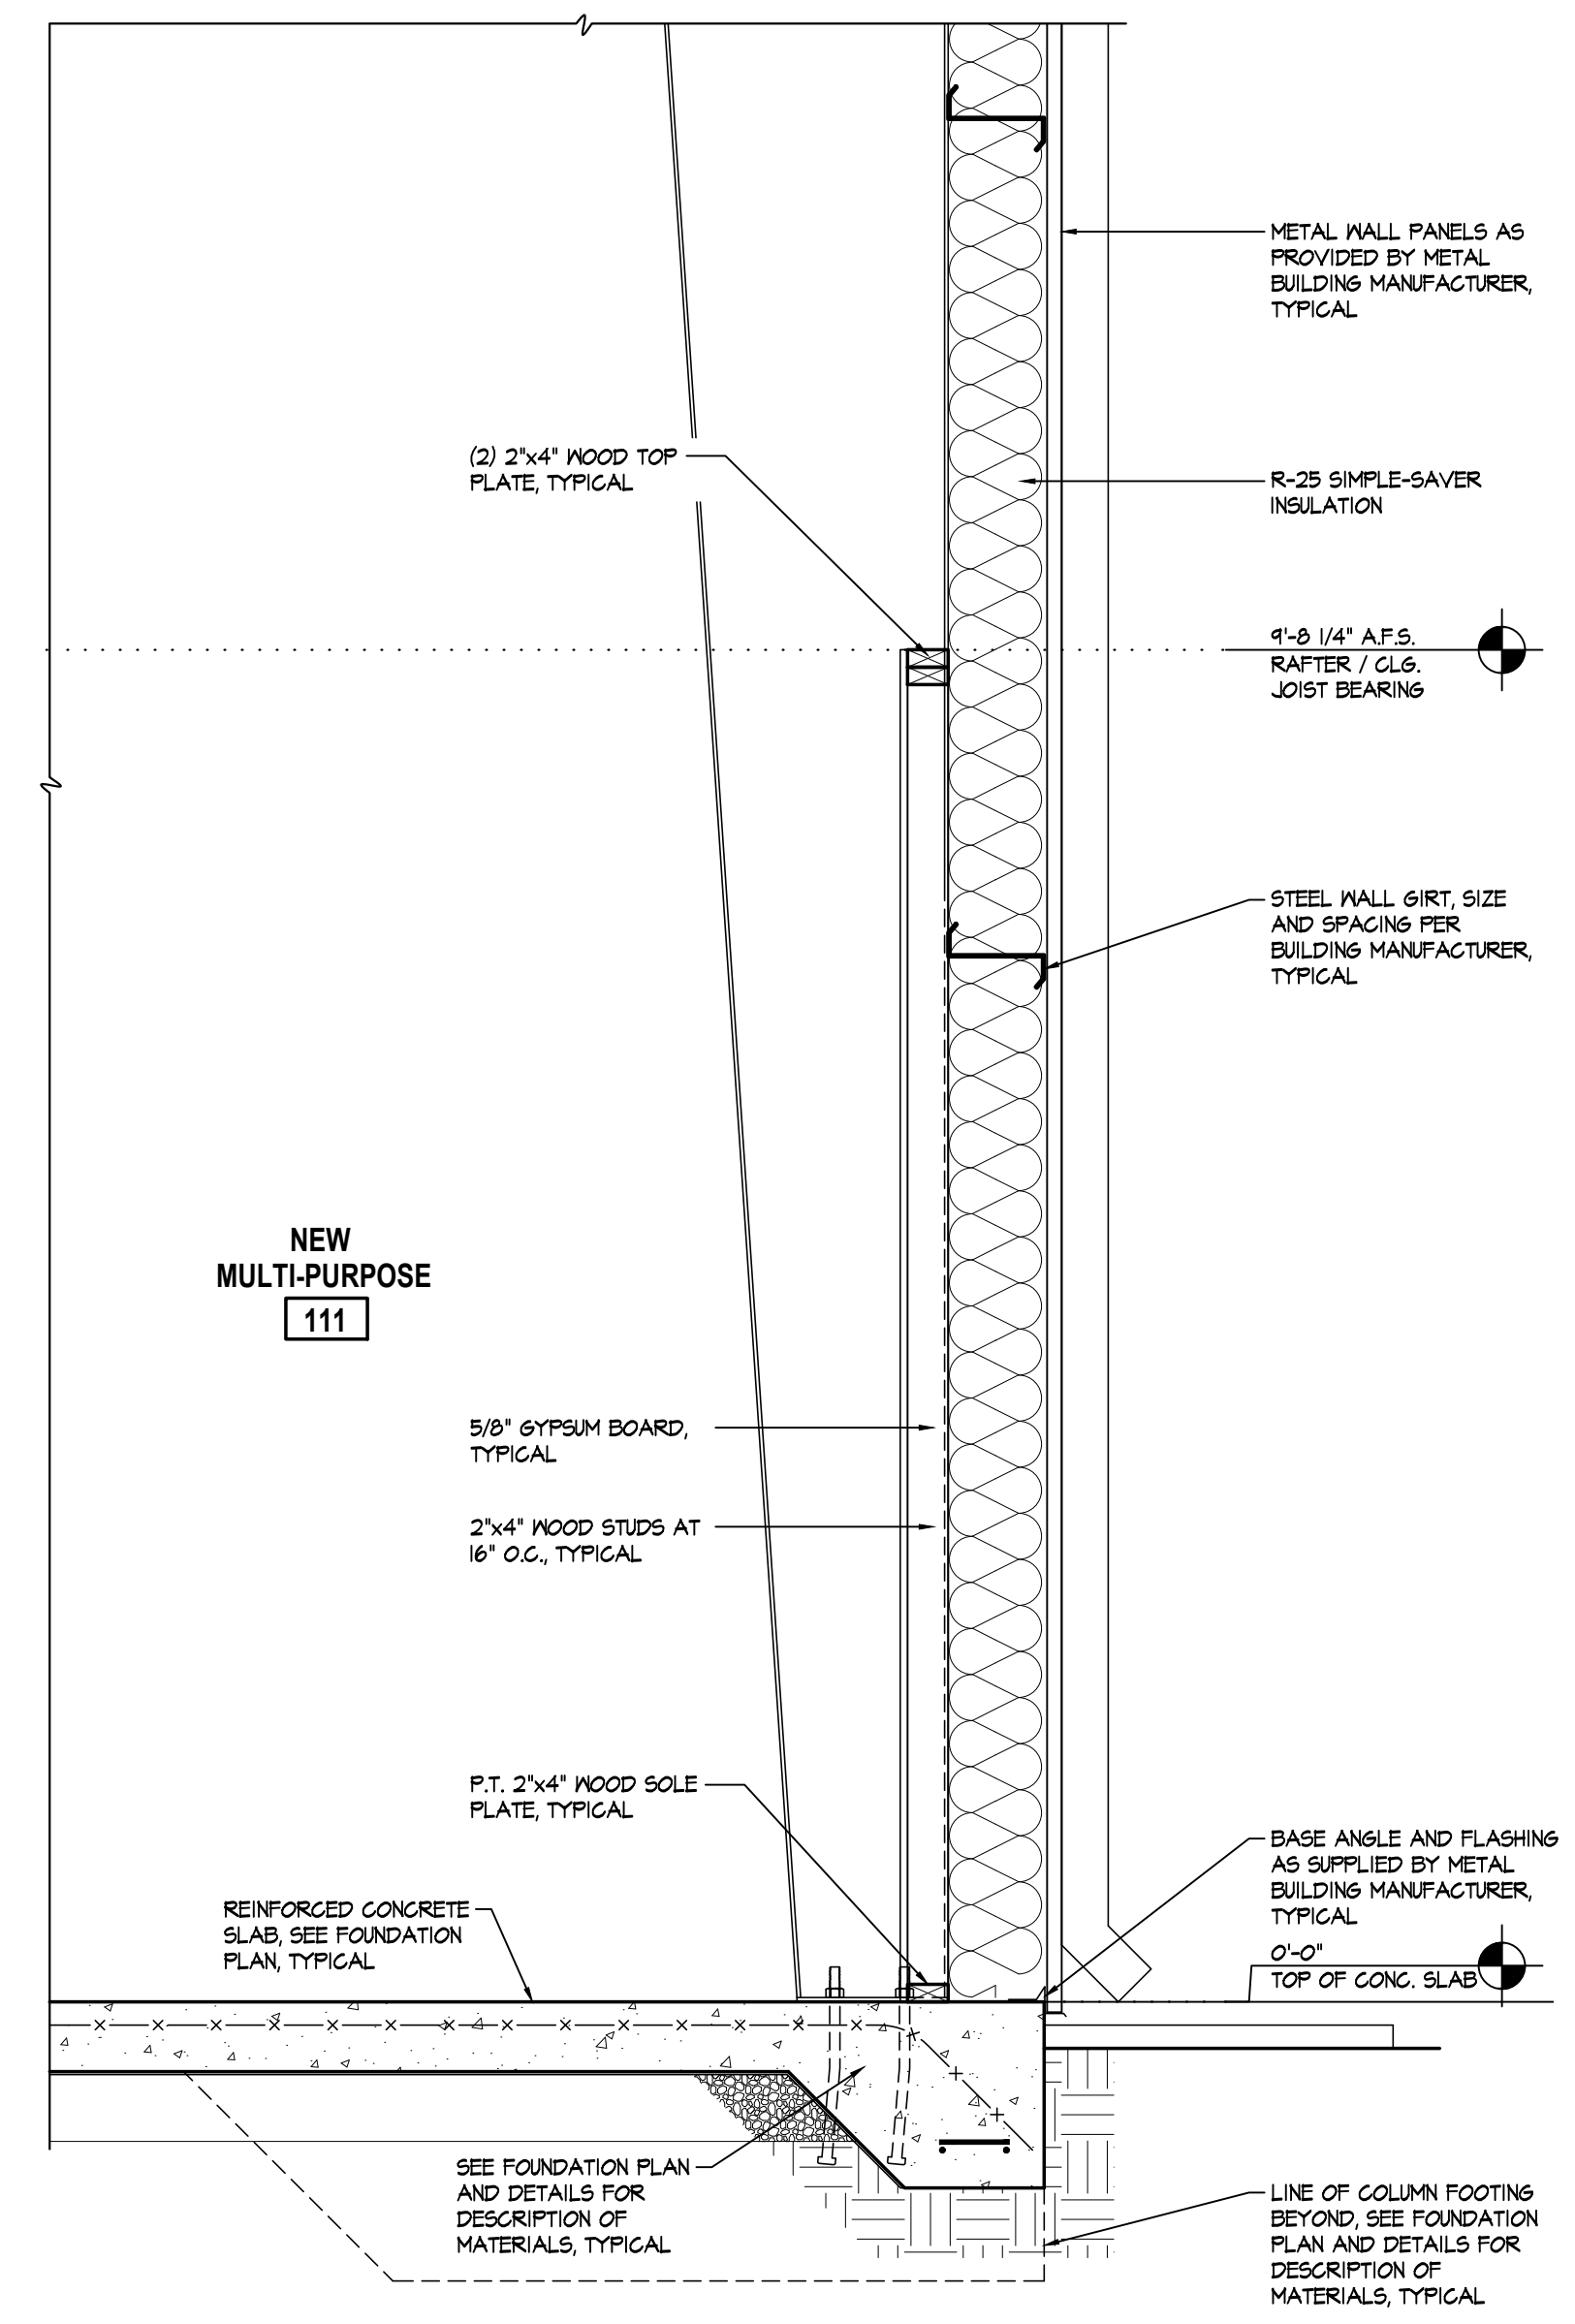 METAL WALL PANELS AS
PROVIDED BY METAL
BUILDING MANUFACTURER,
TYPICAL
(2) 2"x4" WOOD TOP
PLATE, TYPICAL
R-25 SIMPLE-SAVER
INSULATION
9'-8 1/4" A.F.S.
RAFTER / CLG.
JOIST BEARING
STEEL WALL GIRT, SIZE
AND SPACING PER
BUILDING MANUFACTURER,
TYPICAL
NEW
MULTI-PURPOSE
111
5/8" GYPSUM BOARD,
TYPICAL
2"x4" WOOD STUDS AT
16" O.C., TYPICAL
P.T. 2"x4" WOOD SOLE
PLATE, TYPICAL
BASE ANGLE AND FLASHING
AS SUPPLIED BY METAL
BUILDING MANUFACTURER,
TYPICAL
REINFORCED CONCRETE
SLAB, SEE FOUNDATION
PLAN, TYPICAL
0'-0"
TOP OF CONC. SLAB
SEE FOUNDATION PLAN
AND DETAILS FOR
DESCRIPTION OF
MATERIALS, TYPICAL
LINE OF COLUMN FOOTING
BEYOND, SEE FOUNDATION
PLAN AND DETAILS FOR
DESCRIPTION OF
MATERIALS, TYPICAL